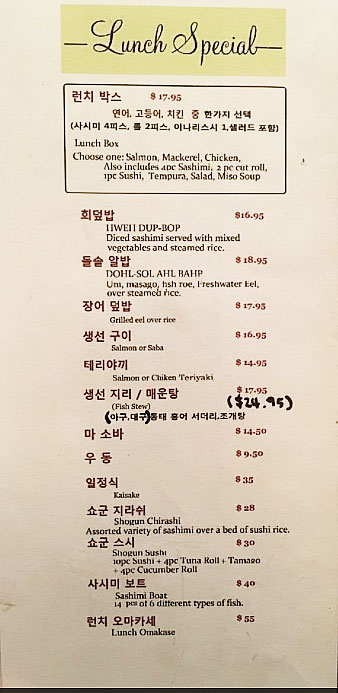 Lunch Special
런치 박스 $17.95
연어, 고등어, 치킨 중 한가지 선택
(사시미 4피스, 롤 2피스, 이나리스시 1,샐러드 포함)
Lunch Box
Choose one: Salmon, Mackerel, Chicken,
Also includes 4pc Sashimi, 2 pc cut roll,
1pc Sushi, Tempura, Salad, Miso Soup
회덮밥 $16.95
HWEH DUP-BOP
Diced sashimi served with mixed
vegetables and steamed rice.
돌솥 알밥 $18.95
DOHL-SOL AHL BAHP
Uni, masago, fish roe, Freshwater Eel,
over steamed rice.
장어 덮밥 $17.95
Grilled eel over rice
생선 구이 $16.95
Salmon or Saba
테리야끼 $14.95
Salmon or Chiken Teriyaki
생선 지리 / 매운탕 $17.95
(Fish Stew) ($24.95)
(아구,대구)동태 홍어 서더리,조개탕
마 소바 $14.50
우 동 $9.50
일정식 $35
Kaisake
쇼군 지라쉬 $28
Shogun Chirashi
Assorted variety of sashimi over a bed of sushi rice.
쇼군 스시 $30
Shogun Sushi
10pc Sushi + 4pc Tuna Roll + Tamago
+ 4pc Cucumber Roll
사시미 보트 $40
Sashimi Boat
14 pcs of 6 different types of fish.
런치 오마카세 $55
Lunch Omakase